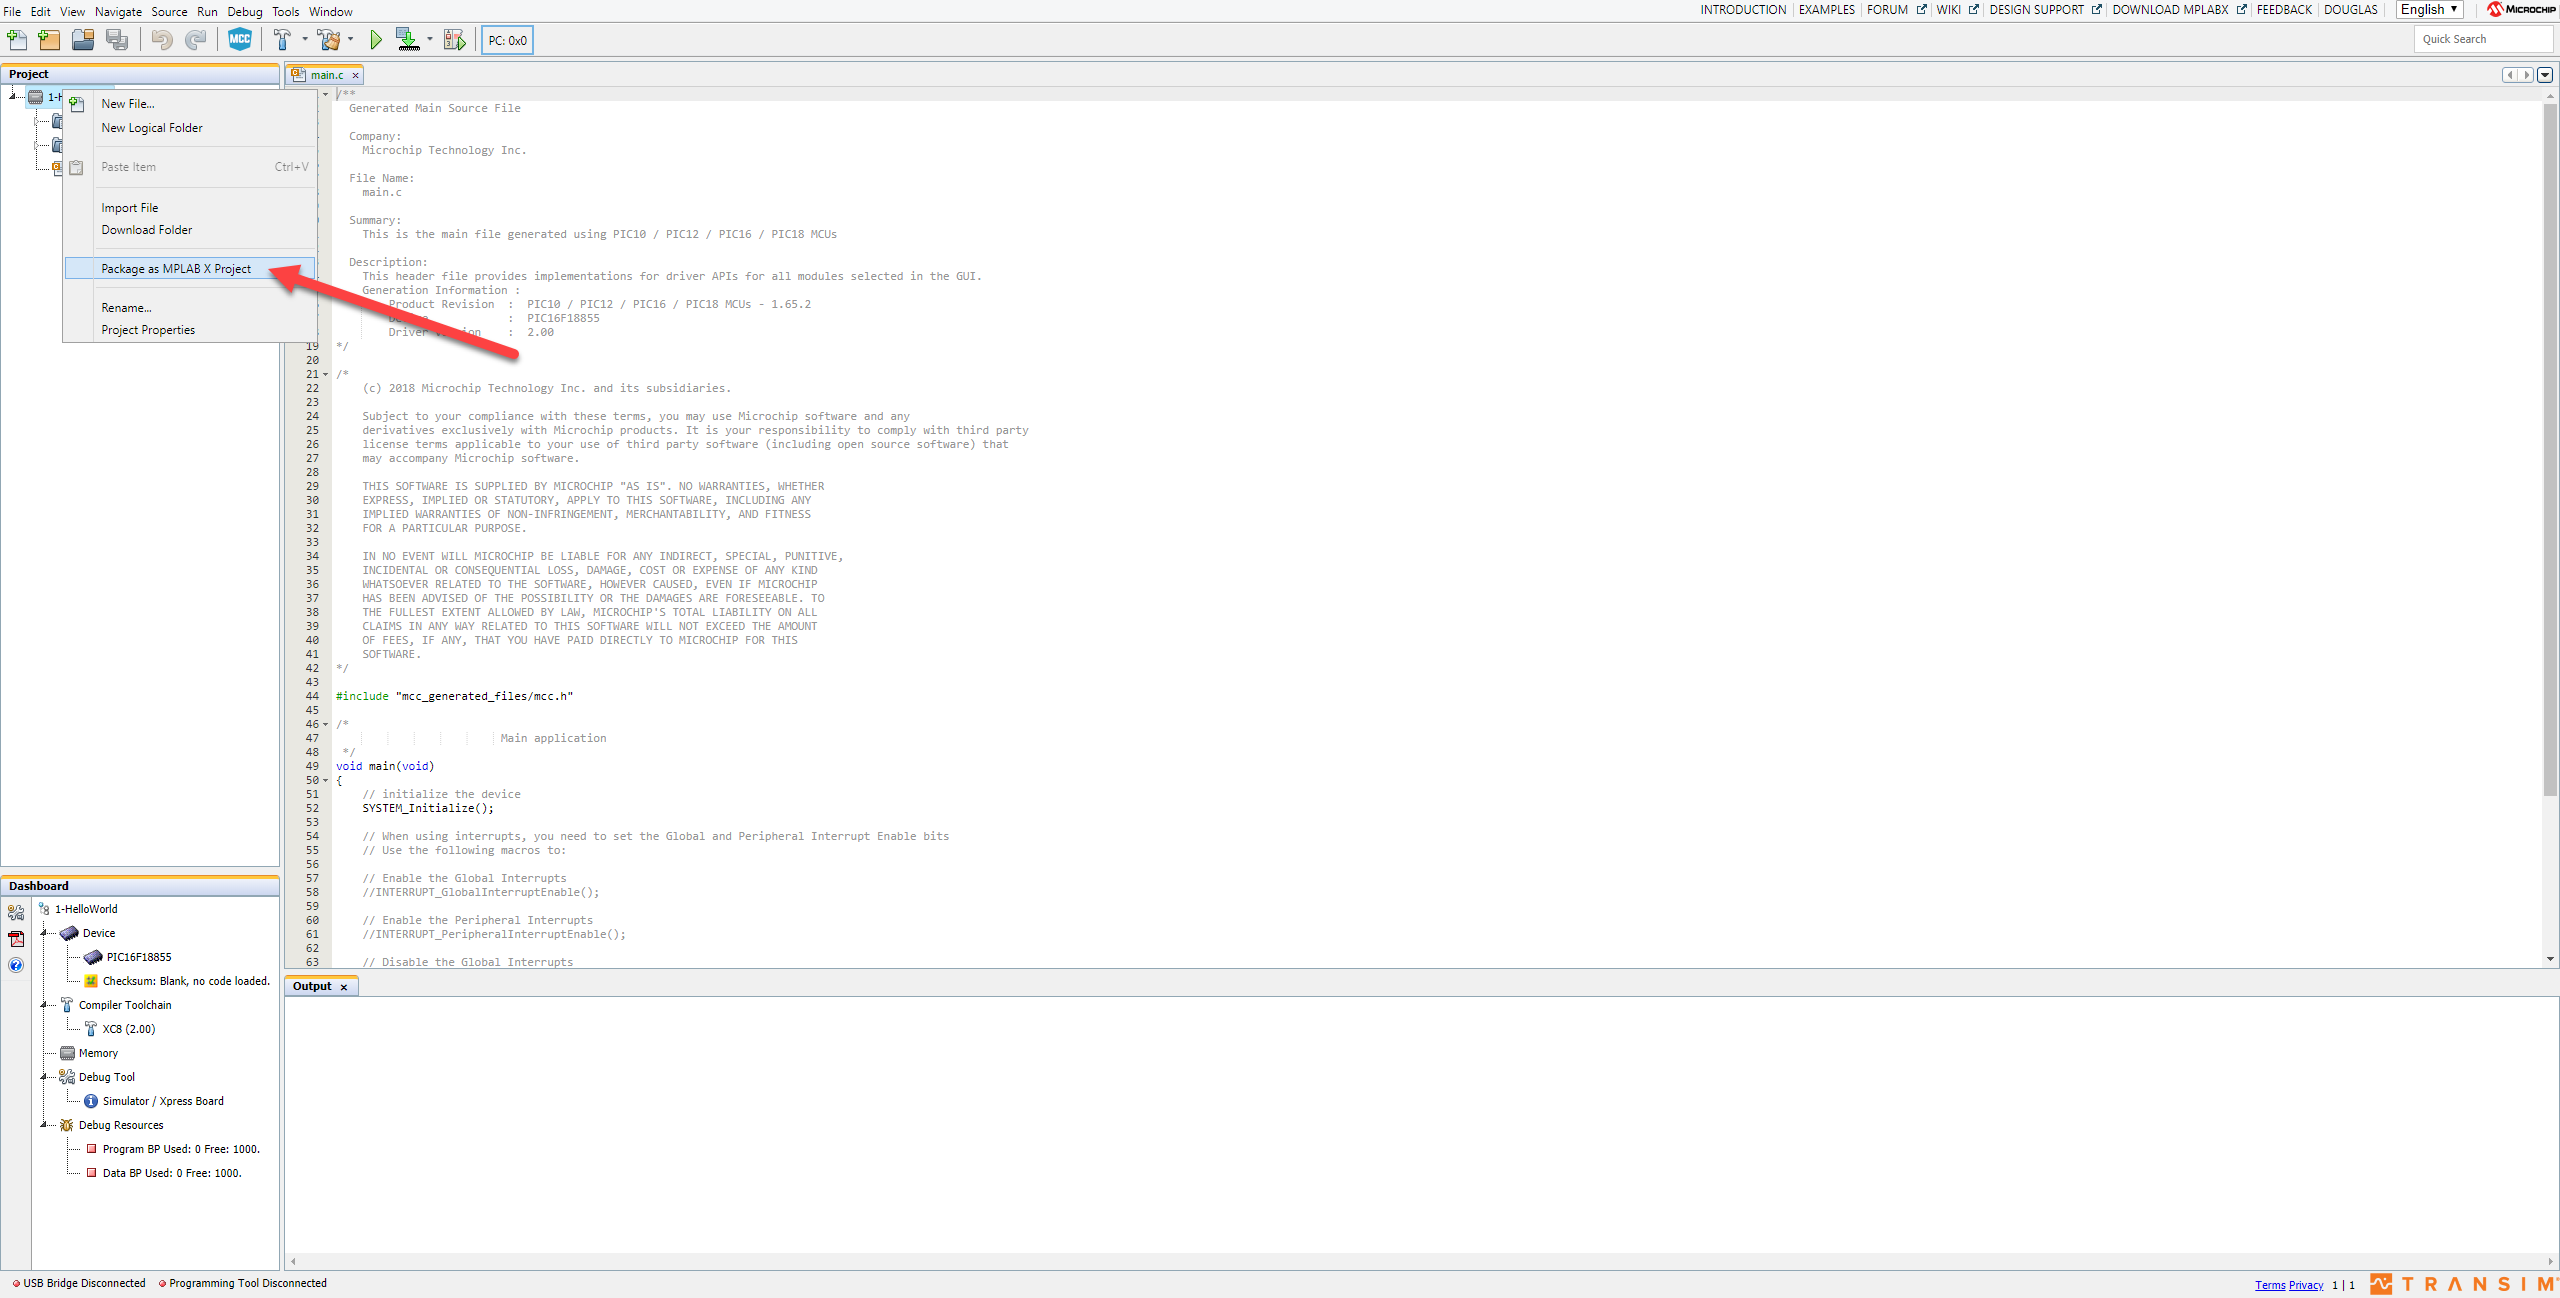 File Edit View Navigate Source Run Debug Tools Window
INTRODUCTION EXAMPLES FORUM WIKI DESIGN SUPPORT DOWNLOAD MPLABX FEEDBACK DOUGLAS English MICROCHIP
MCC PC: 0x0 Quick Search
Project
1-H
New File...
New Logical Folder
Paste Item Ctrl+V
Import File
Download Folder
Package as MPLAB X Project
Rename...
Project Properties
main.c x
/**
Generated Main Source File
Company:
Microchip Technology Inc.
File Name:
main.c
Summary:
This is the main file generated using PIC10 / PIC12 / PIC16 / PIC18 MCUs
Description:
This header file provides implementations for driver APIs for all modules selected in the GUI.
Generation Information :
Product Revision : PIC10 / PIC12 / PIC16 / PIC18 MCUs - 1.65.2
: PIC16F18855
Driver : 2.00
19 */
20
21 /*
22 (c) 2018 Microchip Technology Inc. and its subsidiaries.
23
24 Subject to your compliance with these terms, you may use Microchip software and any
25 derivatives exclusively with Microchip products. It is your responsibility to comply with third party
26 license terms applicable to your use of third party software (including open source software) that
27 may accompany Microchip software.
28
29 THIS SOFTWARE IS SUPPLIED BY MICROCHIP "AS IS". NO WARRANTIES, WHETHER
30 EXPRESS, IMPLIED OR STATUTORY, APPLY TO THIS SOFTWARE, INCLUDING ANY
31 IMPLIED WARRANTIES OF NON-INFRINGEMENT, MERCHANTABILITY, AND FITNESS
32 FOR A PARTICULAR PURPOSE.
33
34 IN NO EVENT WILL MICROCHIP BE LIABLE FOR ANY INDIRECT, SPECIAL, PUNITIVE,
35 INCIDENTAL OR CONSEQUENTIAL LOSS, DAMAGE, COST OR EXPENSE OF ANY KIND
36 WHATSOEVER RELATED TO THE SOFTWARE, HOWEVER CAUSED, EVEN IF MICROCHIP
37 HAS BEEN ADVISED OF THE POSSIBILITY OR THE DAMAGES ARE FORESEEABLE. TO
38 THE FULLEST EXTENT ALLOWED BY LAW, MICROCHIP'S TOTAL LIABILITY ON ALL
39 CLAIMS IN ANY WAY RELATED TO THIS SOFTWARE WILL NOT EXCEED THE AMOUNT
40 OF FEES, IF ANY, THAT YOU HAVE PAID DIRECTLY TO MICROCHIP FOR THIS
41 SOFTWARE.
42 */
43
44 #include "mcc_generated_files/mcc.h"
45
46 /*
47 Main application
48 */
49 void main(void)
50 {
51 // initialize the device
52 SYSTEM_Initialize();
53
54 // When using interrupts, you need to set the Global and Peripheral Interrupt Enable bits
55 // Use the following macros to:
56
57 // Enable the Global Interrupts
58 //INTERRUPT_GlobalInterruptEnable();
59
60 // Enable the Peripheral Interrupts
61 //INTERRUPT_PeripheralInterruptEnable();
62
63 // Disable the Global Interrupts
Dashboard
1-HelloWorld
Device
PIC16F18855
Checksum: Blank, no code loaded.
Compiler Toolchain
XC8 (2.00)
Memory
Debug Tool
Simulator / Xpress Board
Debug Resources
Program BP Used: 0 Free: 1000.
Data BP Used: 0 Free: 1000.
Output x
USB Bridge Disconnected Programming Tool Disconnected
Terms Privacy 1 | 1 TRANSIM